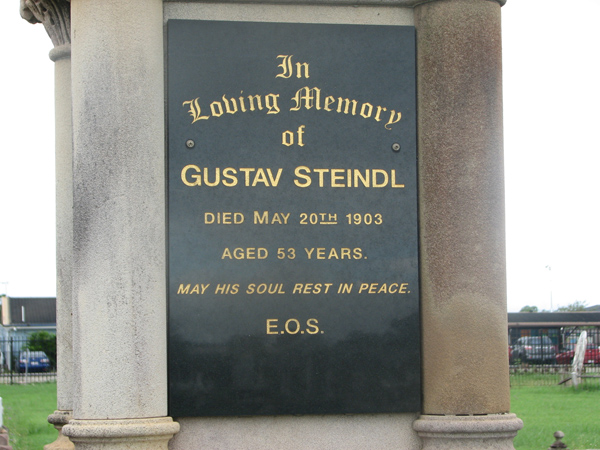 In
Loving Memory
of
GUSTAV STEINDL
DIED MAY 20TH 1903
AGED 53 YEARS.
MAY HIS SOUL REST IN PEACE.
E.O.S.